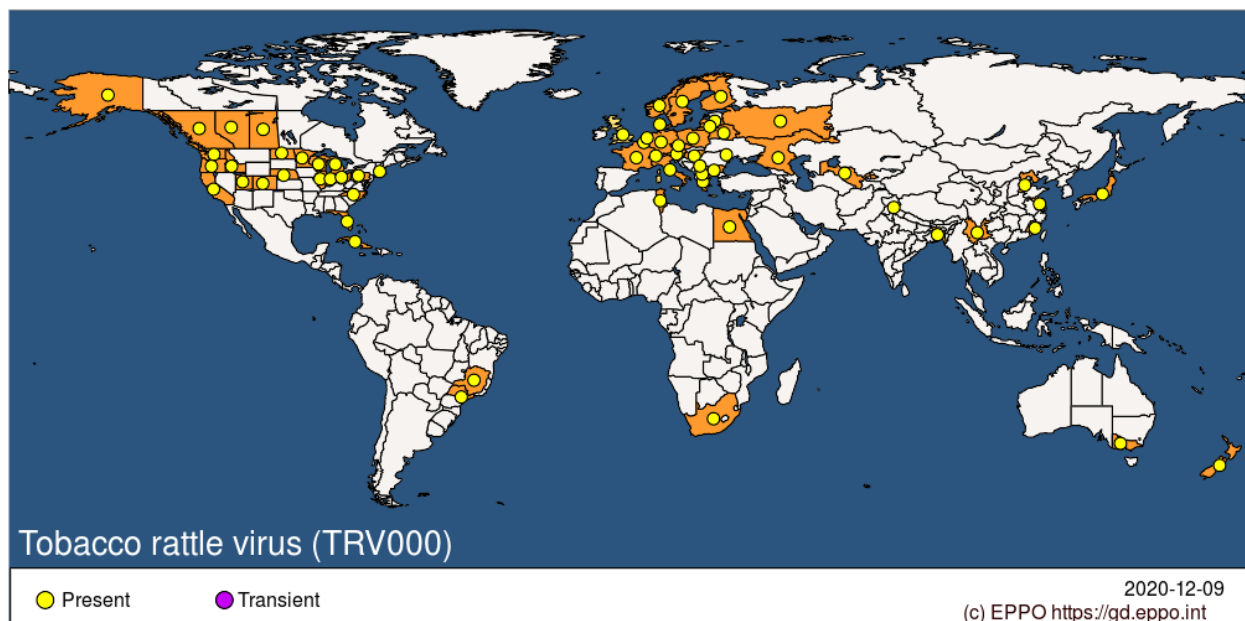 Tobacco rattle virus (TRV000)
Present
Transient
2020-12-09
(c) EPPO https://gd.eppo.int